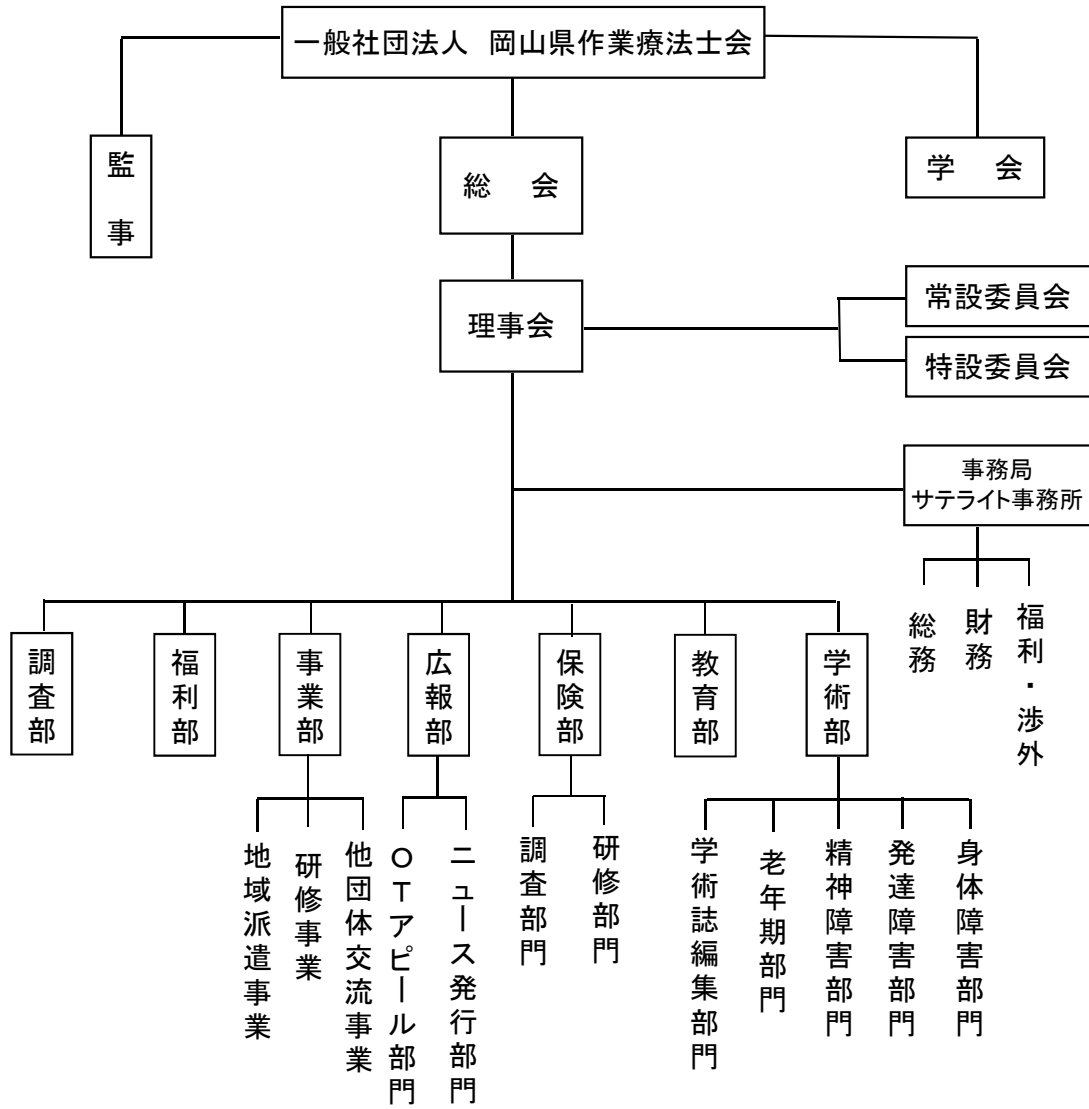 一般社団法人 岡山県作業療法士会
監事
総会
学会
理事会
常設委員会
特設委員会
事務局
サテライト事務所
総務
財務
福利・渉外
調査部
福利部
事業部
広報部
保険部
教育部
学術部
地域派遣事業
研修事業
他団体交流事業
OTアピール部門
ニュース発行部門
調査部門
研修部門
学術誌編集部門
老年期部門
精神障害部門
発達障害部門
身体障害部門